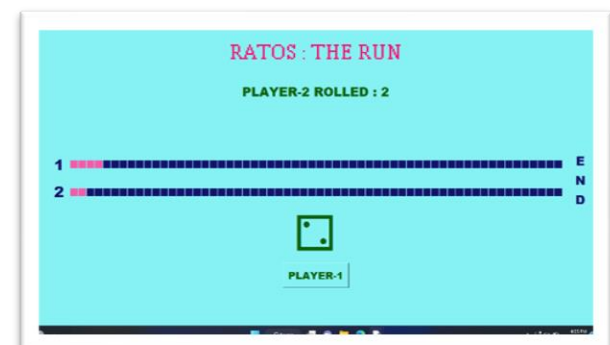 RATOS : THE RUN
PLAYER-2 ROLLED : 2
1
2
E
N
D
PLAYER-1